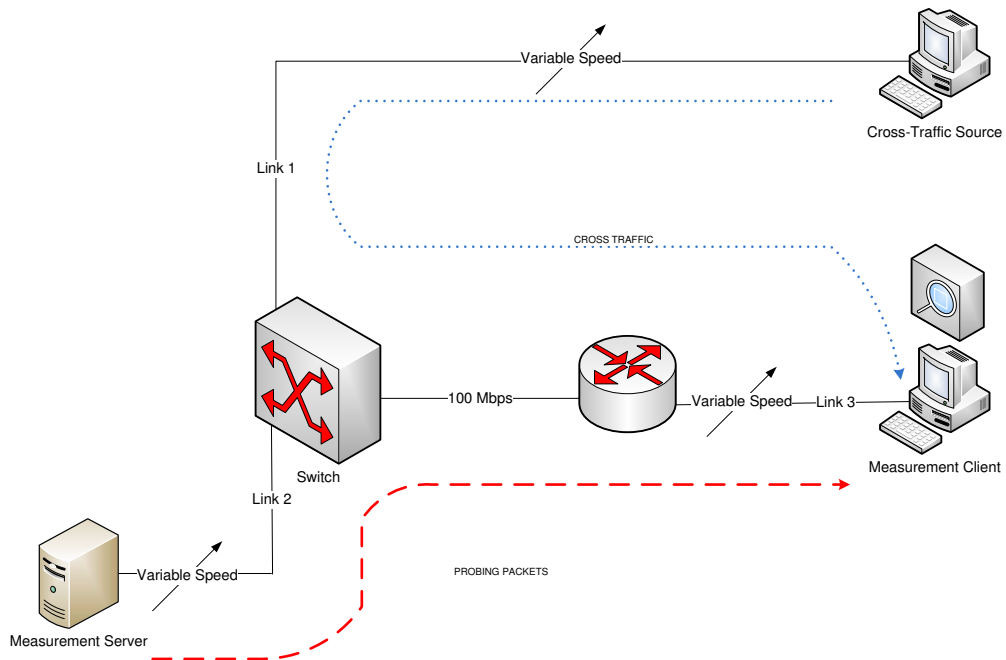 Variable Speed
Cross-Traffic Source
Link 1
CROSS TRAFFIC
100 Mbps
Variable Speed
Link 3
Measurement Client
Switch
Link 2
Variable Speed
PROBING PACKETS
Measurement Server